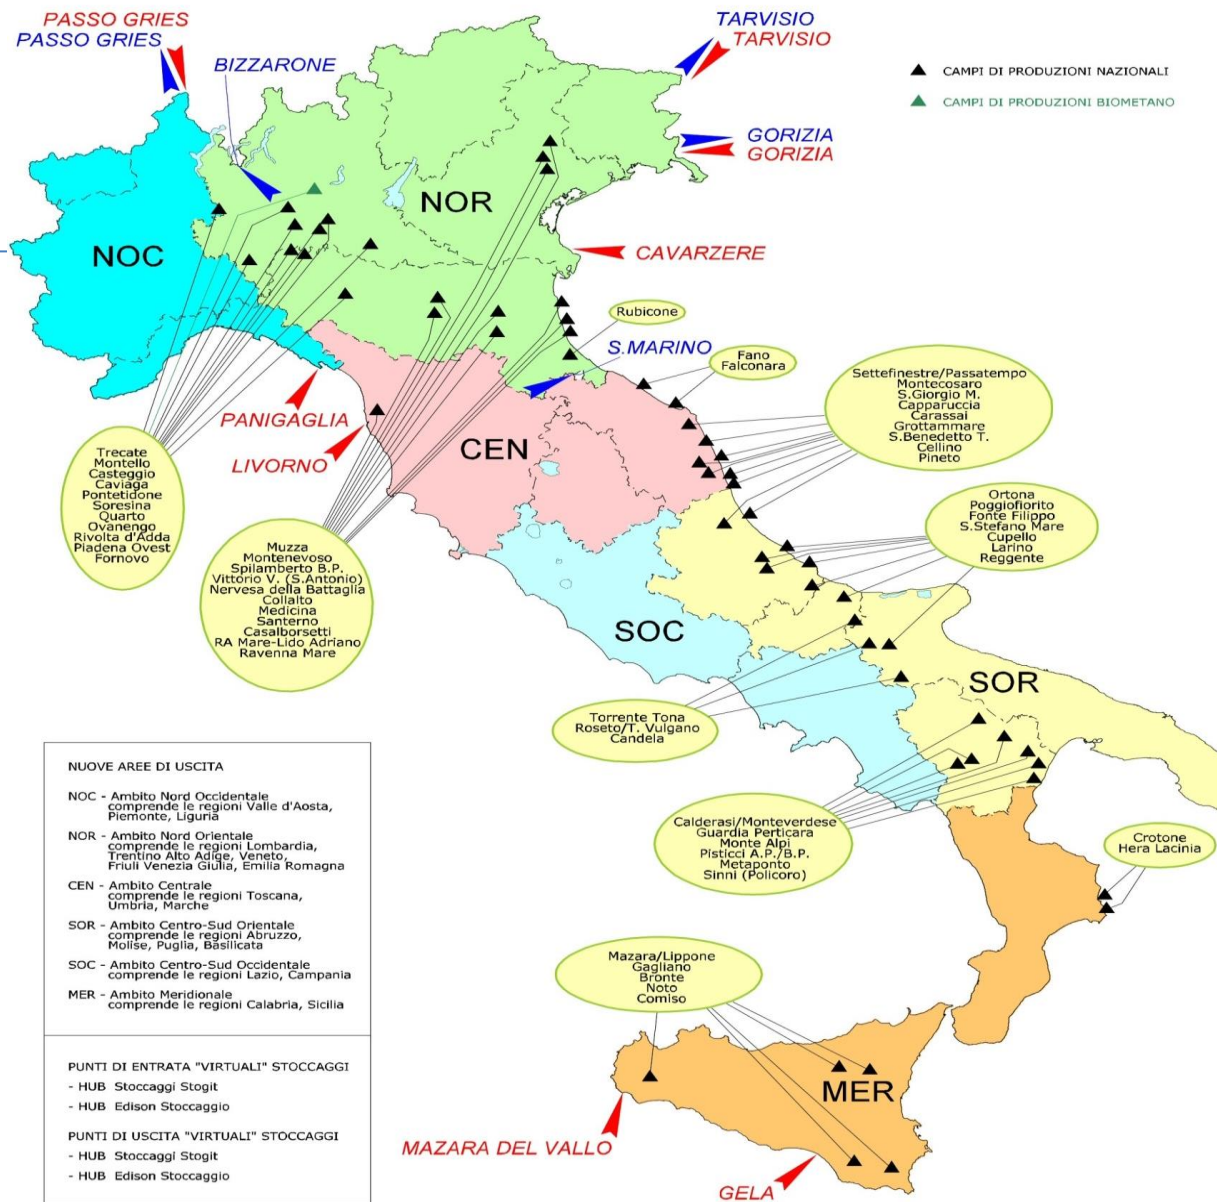 PASSO GRIES
PASSO GRIES
BIZZARONE
TARVISIO
TARVISIO
CAMPI DI PRODUZIONI NAZIONALI
CAMPI DI PRODUZIONI BIOMETANO
GORIZIA
GORIZIA
NOR
NOC
CAVARZERE
Rubicone
S.MARINO
Fano
Falconara
Settefinestre/Passatempo
Montecosaro
S.Giorgio M.
Capparuccia
Carassai
Grottammare
S.Benedetto T.
Cellino
Pineto
PANIGAGLIA
LIVORNO
CEN
Trecate
Montello
Casteggio
Caviaga
Pontetidone
Soresina
Quarto
Ovanengo
Rivolta d'Adda
Piadena Ovest
Fornovo
Muzza
Montenevoso
Spilamberto B.P.
Vittorio V. (S.Antonio)
Nervesa della Battaglia
Collalto
Medicina
Santerno
Casalborsetti
RA Mare-Lido Adriano
Ravenna Mare
Ortona
Poggiofiorito
Fonte Filippo
S.Stefano Mare
Cupello
Larino
Reggente
SOC
SOR
Torrente Tona
Roseto/T. Vulgano
Candela
Calderasi/Monteverdese
Guardia Perticara
Monte Alpi
Pisticci A.P./B.P.
Metaponto
Sinni (Policoro)
Crotone
Hera Lacinia
Mazara/Lippone
Gagliano
Bronte
Noto
Comiso
MER
MAZARA DEL VALLO
GELA
NUOVE AREE DI USCITA
NOC - Ambito Nord Occidentale
comprende le regioni Valle d'Aosta,
Piemonte, Liguria
NOR - Ambito Nord Orientale
comprende le regioni Lombardia,
Trentino Alto Adige, Veneto,
Friuli Venezia Giulia, Emilia Romagna
CEN - Ambito Centrale
comprende le regioni Toscana,
Umbria, Marche
SOR - Ambito Centro-Sud Orientale
comprende le regioni Abruzzo,
Molise, Puglia, Basilicata
SOC - Ambito Centro-Sud Occidentale
comprende le regioni Lazio, Campania
MER - Ambito Meridionale
comprende le regioni Calabria, Sicilia
PUNTI DI ENTRATA "VIRTUALI" STOCCAGGI
- HUB Stoccaggi Stogit
- HUB Edison Stoccaggio
PUNTI DI USCITA "VIRTUALI" STOCCAGGI
- HUB Stoccaggi Stogit
- HUB Edison Stoccaggio